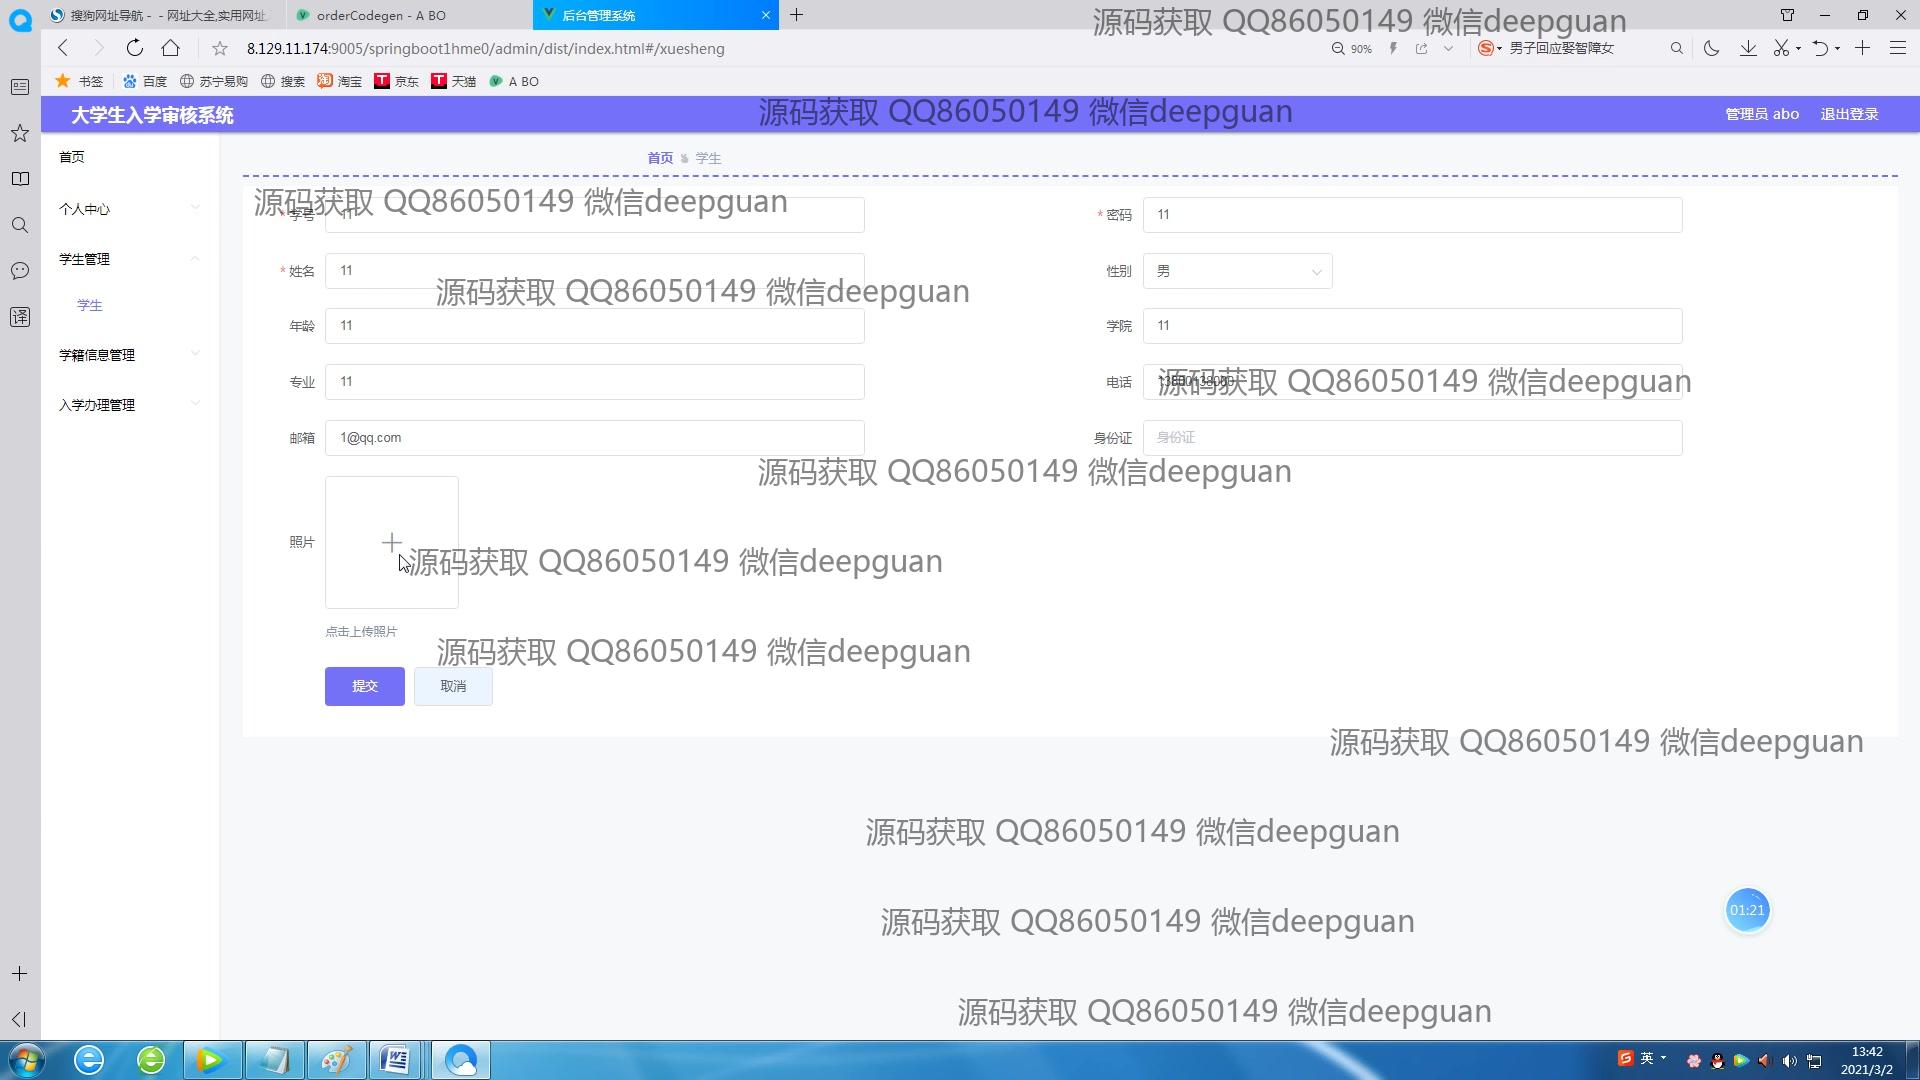 搜狗网址导航 - - 网址大全,实用网址,
orderCodegen - A BO
后台管理系统
源码获取 QQ86050149 微信deepguan
8.129.11.174:9005/springboot1hme0/admin/dist/index.html#/xuesheng
90%
男子回应娶智障女
书签
百度
苏宁易购
搜索
淘宝
京东
天猫
A BO
大学生入学审核系统
源码获取 QQ86050149 微信deepguan
管理员 abo
退出登录
首页
个人中心
学生管理
学生
学籍信息管理
入学办理管理
首页
学生
源码获取 QQ86050149 微信deepguan
* 学号
11
* 密码
11
* 姓名
11
性别
男
源码获取 QQ86050149 微信deepguan
年龄
11
学院
11
专业
11
电话
源码获取 QQ86050149 微信deepguan
邮箱
1@qq.com
身份证
身份证
源码获取 QQ86050149 微信deepguan
照片
源码获取 QQ86050149 微信deepguan
点击上传照片
源码获取 QQ86050149 微信deepguan
提交
取消
源码获取 QQ86050149 微信deepguan
源码获取 QQ86050149 微信deepguan
01:21
源码获取 QQ86050149 微信deepguan
源码获取 QQ86050149 微信deepguan
译
英
13:42
2021/3/2